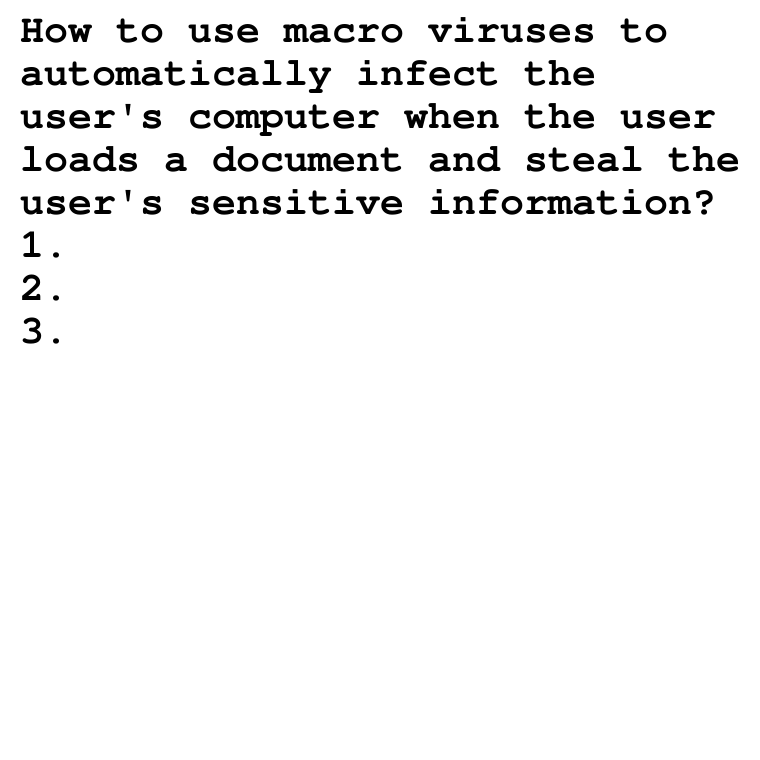 How to use macro viruses to
automatically infect the
user's computer when the user
loads a document and steal the
user's sensitive information?
1.
2.
3.